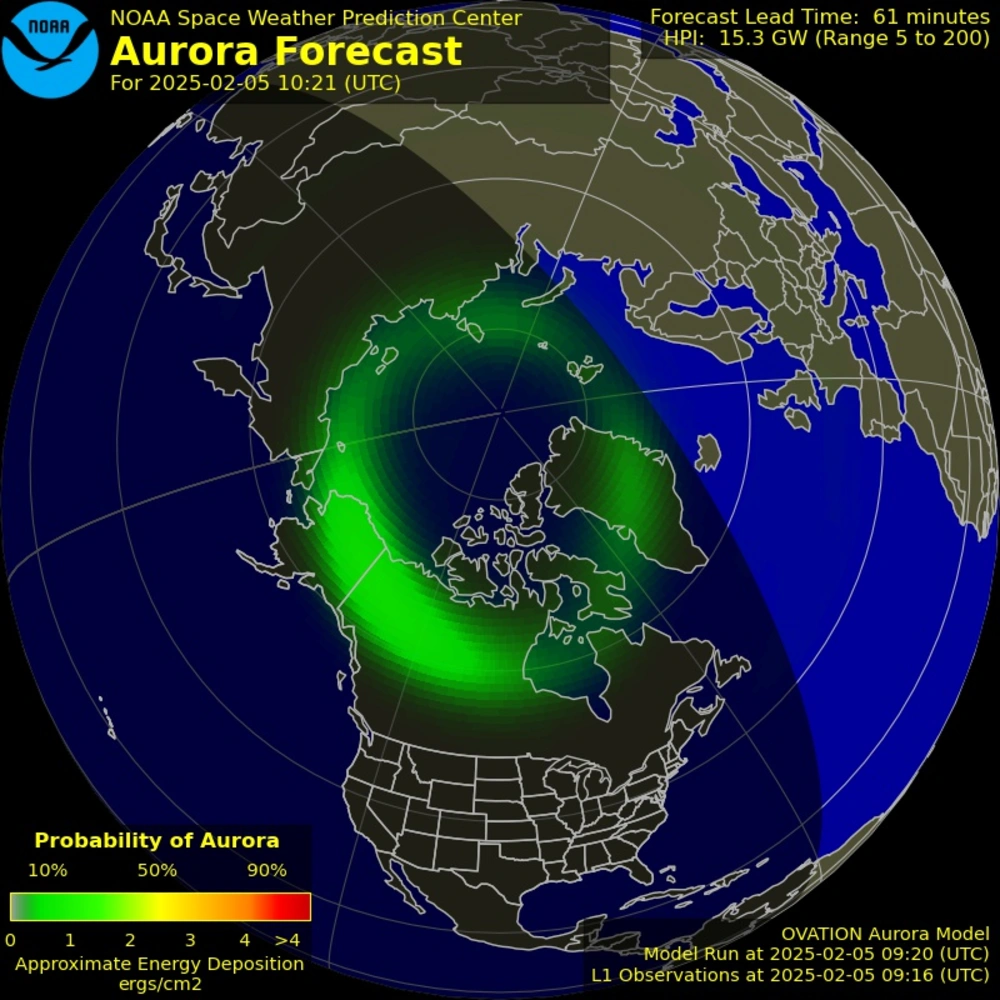 NOAA
NOAA Space Weather Prediction Center
Aurora Forecast
For 2025-02-05 10:21 (UTC)
Forecast Lead Time: 61 minutes
HPI: 15.3 GW (Range 5 to 200)
Probability of Aurora
10% 50% 90%
0 1 2 3 4 >4
Approximate Energy Deposition
ergs/cm2
OVATION Aurora Model
Model Run at 2025-02-05 09:20 (UTC)
L1 Observations at 2025-02-05 09:16 (UTC)